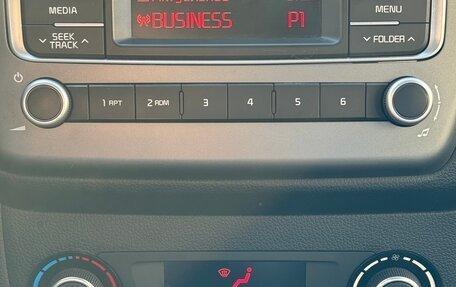 MEDIA
MENU
BUSINESS P1
SEEK
TRACK
FOLDER
1 RPT 2 RDM 3 4 5 6